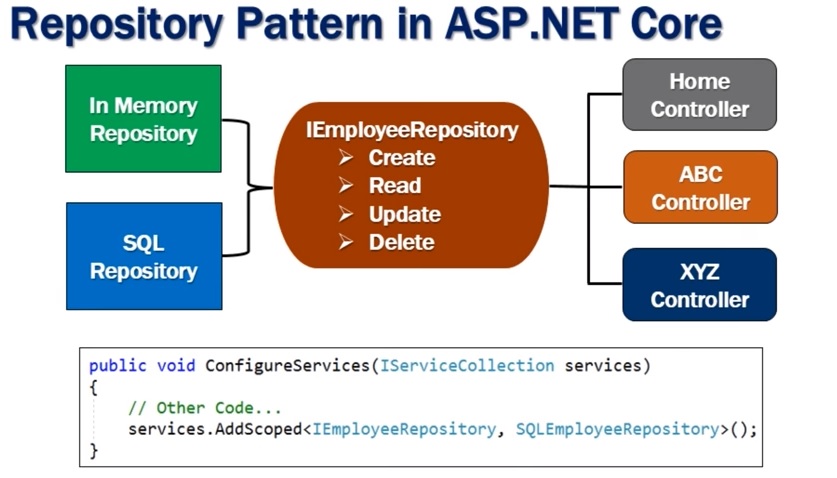 Repository Pattern in ASP.NET Core
In Memory
Repository
SQL
Repository
IEmployeeRepository
➢ Create
➢ Read
➢ Update
➢ Delete
Home
Controller
ABC
Controller
XYZ
Controller
public void ConfigureServices(IServiceCollection services)
{
// Other Code...
services.AddScoped<IEmployeeRepository, SQLEmployeeRepository>();
}